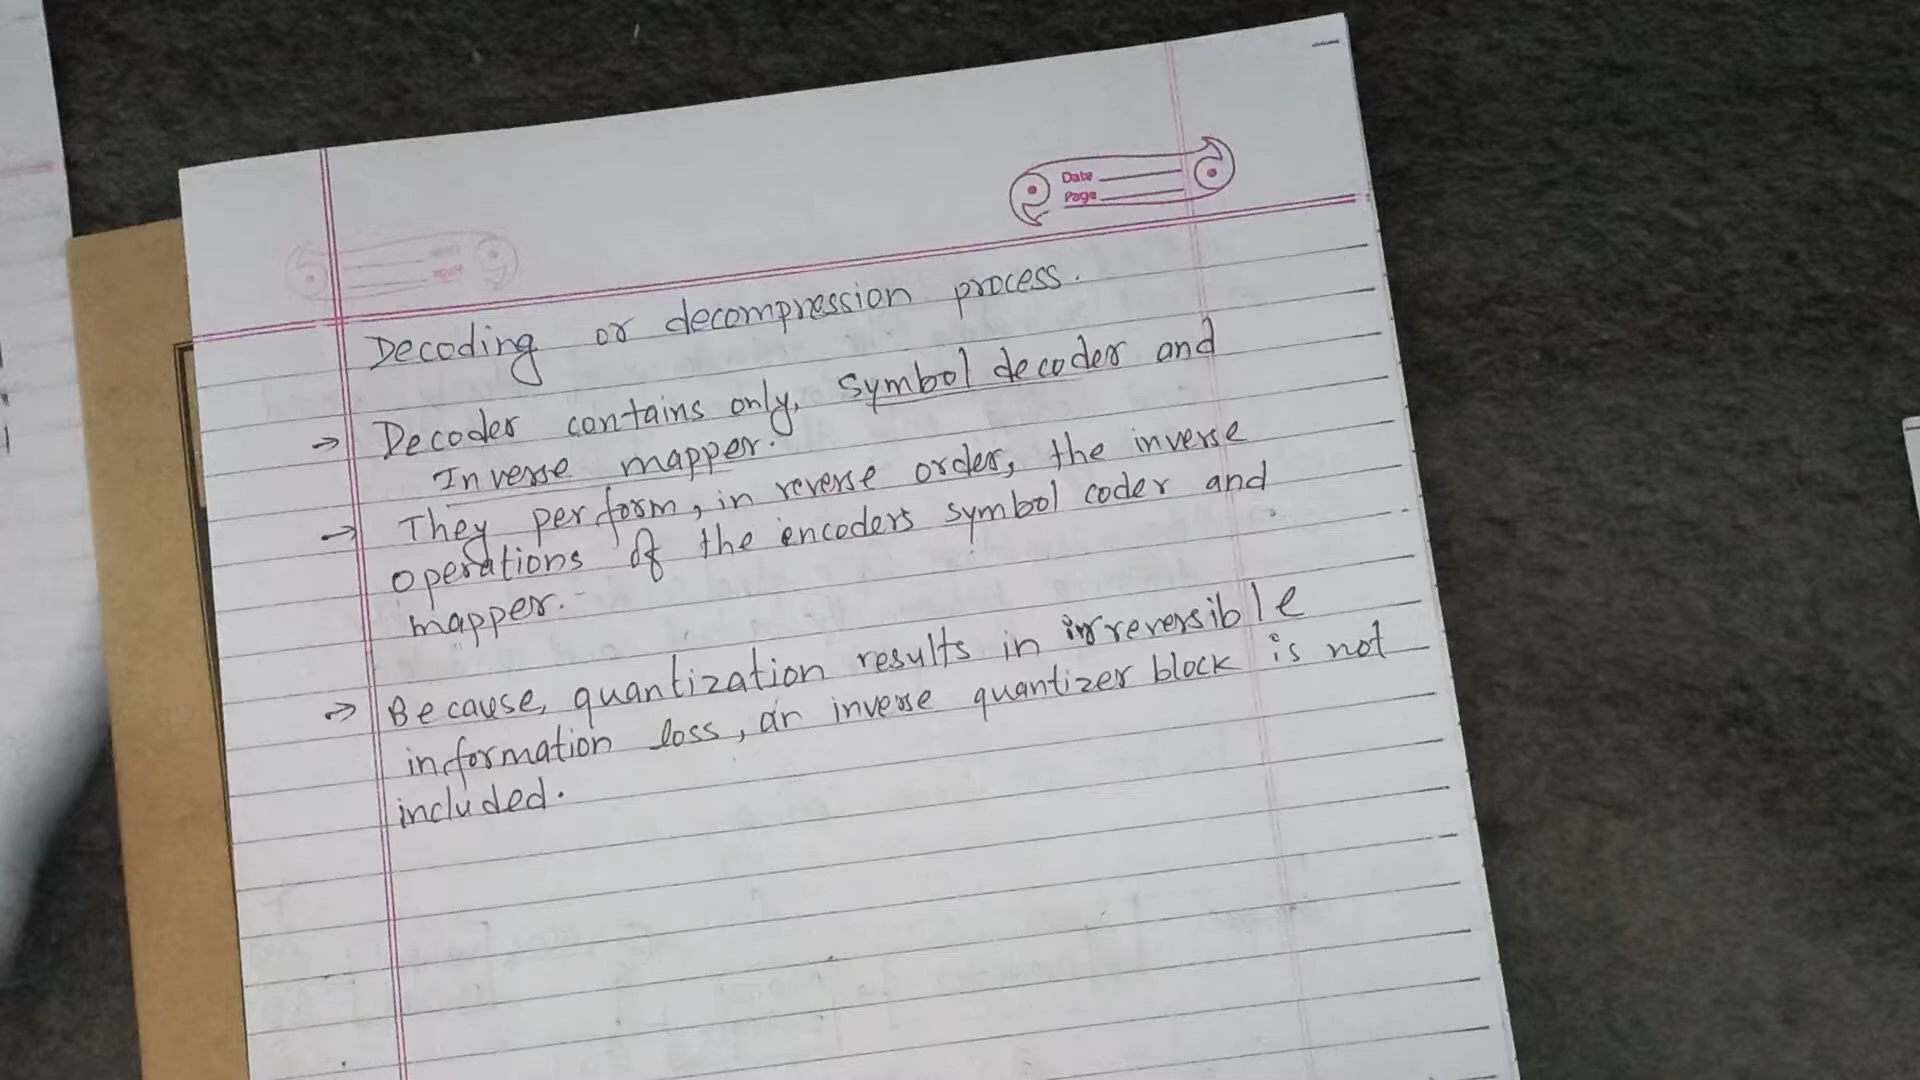 Date
Page
Decoding or decompression process.
→ Decoder contains only, symbol decoder and
Inverse mapper.
→ They perform, in reverse order, the inverse
operations of the encoders symbol coder and
mapper.
→ Because, quantization results in irreversible
information loss, an inverse quantizer block is not
included.